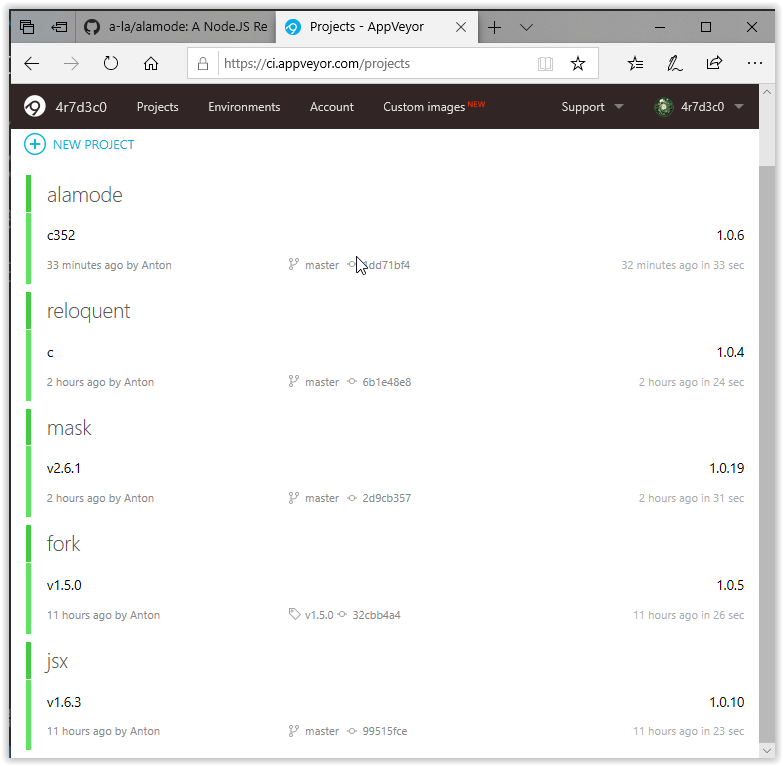 a-la/alamode: A NodeJS Re
Projects - AppVeyor
https://ci.appveyor.com/projects
4r7d3c0 Projects Environments Account Custom images NEW Support 4r7d3c0
NEW PROJECT
alamode
c352 1.0.6
33 minutes ago by Anton master 1dd71bf4 32 minutes ago in 33 sec
reloquent
c 1.0.4
2 hours ago by Anton master 6b1e48e8 2 hours ago in 24 sec
mask
v2.6.1 1.0.19
2 hours ago by Anton master 2d9cb357 2 hours ago in 31 sec
fork
v1.5.0 1.0.5
11 hours ago by Anton v1.5.0 32cbb4a4 11 hours ago in 26 sec
jsx
v1.6.3 1.0.10
11 hours ago by Anton master 99515fce 11 hours ago in 23 sec